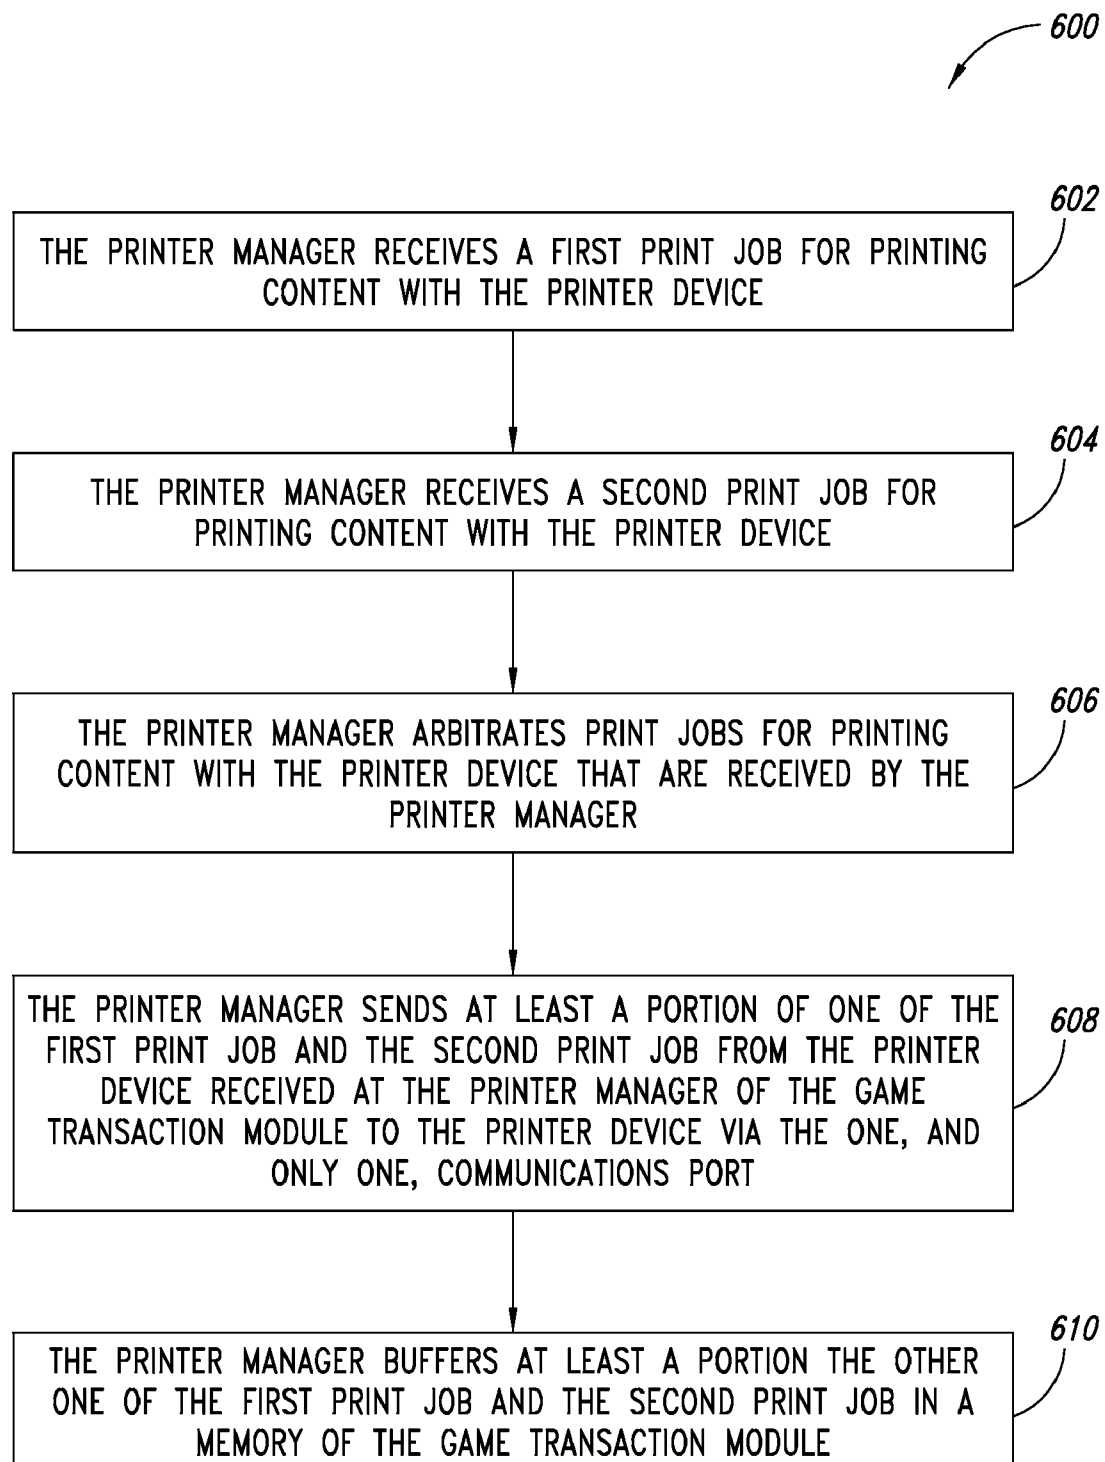 600
602
THE PRINTER MANAGER RECEIVES A FIRST PRINT JOB FOR PRINTING
CONTENT WITH THE PRINTER DEVICE
604
THE PRINTER MANAGER RECEIVES A SECOND PRINT JOB FOR
PRINTING CONTENT WITH THE PRINTER DEVICE
606
THE PRINTER MANAGER ARBITRATES PRINT JOBS FOR PRINTING
CONTENT WITH THE PRINTER DEVICE THAT ARE RECEIVED BY THE
PRINTER MANAGER
608
THE PRINTER MANAGER SENDS AT LEAST A PORTION OF ONE OF THE
FIRST PRINT JOB AND THE SECOND PRINT JOB FROM THE PRINTER
DEVICE RECEIVED AT THE PRINTER MANAGER OF THE GAME
TRANSACTION MODULE TO THE PRINTER DEVICE VIA THE ONE, AND
ONLY ONE, COMMUNICATIONS PORT
610
THE PRINTER MANAGER BUFFERS AT LEAST A PORTION THE OTHER
ONE OF THE FIRST PRINT JOB AND THE SECOND PRINT JOB IN A
MEMORY OF THE GAME TRANSACTION MODULE